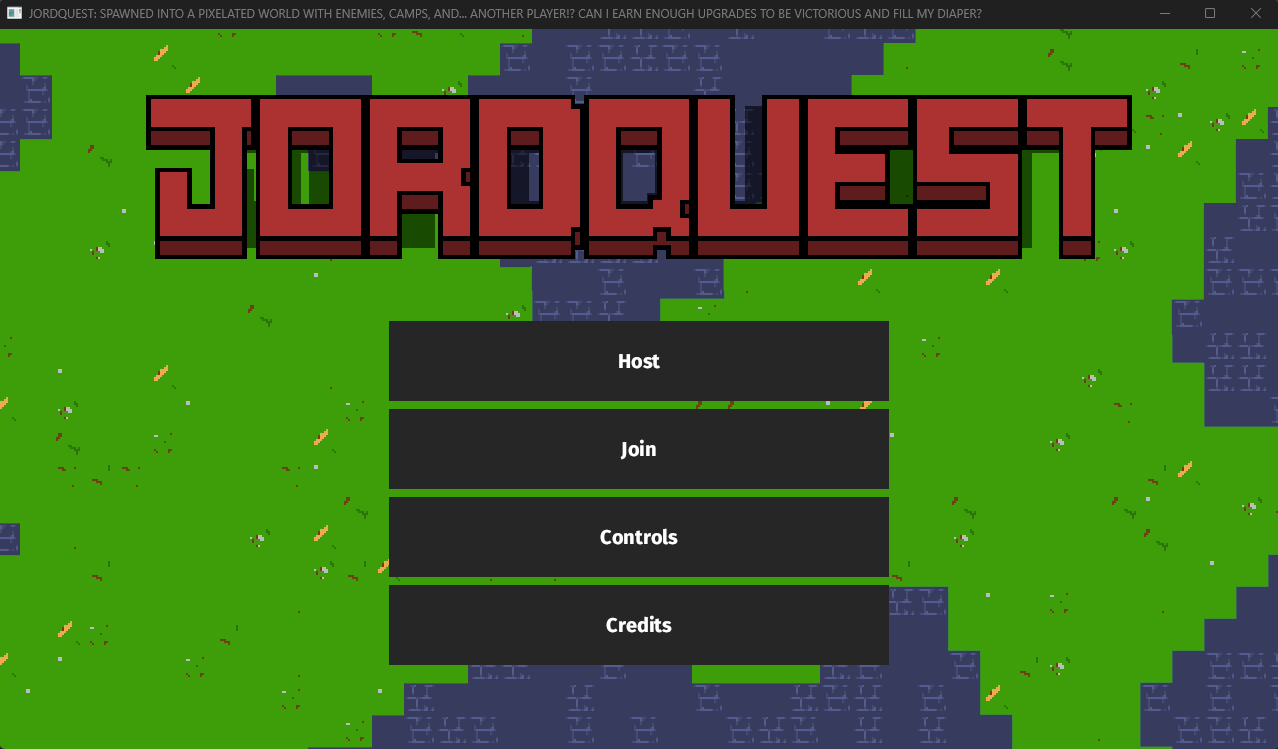 JORDQUEST: SPAWNED INTO A PIXELATED WORLD WITH ENEMIES, CAMPS, AND... ANOTHER PLAYER!? CAN I EARN ENOUGH UPGRADES TO BE VICTORIOUS AND FILL MY DIAPER?
JORDQUEST
Host
Join
Controls
Credits